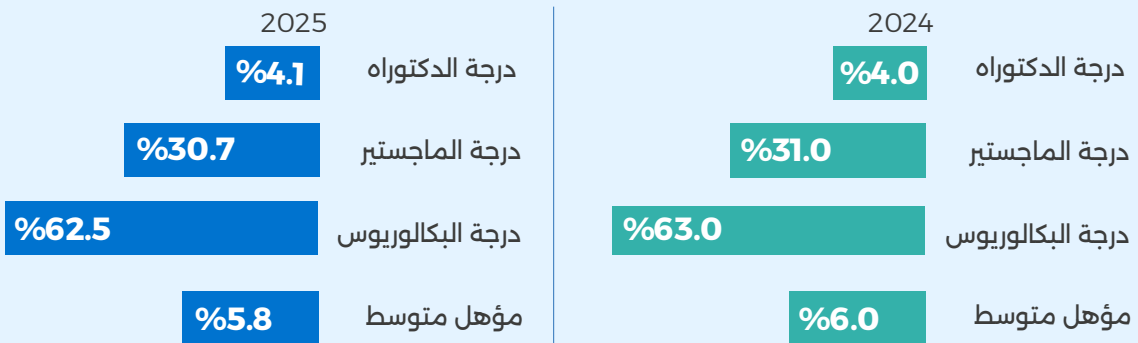 2024
درجة الدكتوراه %4.0
درجة الماجستير %31.0
درجة البكالوريوس %63.0
مؤهل متوسط %6.0
2025
درجة الدكتوراه %4.1
درجة الماجستير %30.7
درجة البكالوريوس %62.5
مؤهل متوسط %5.8